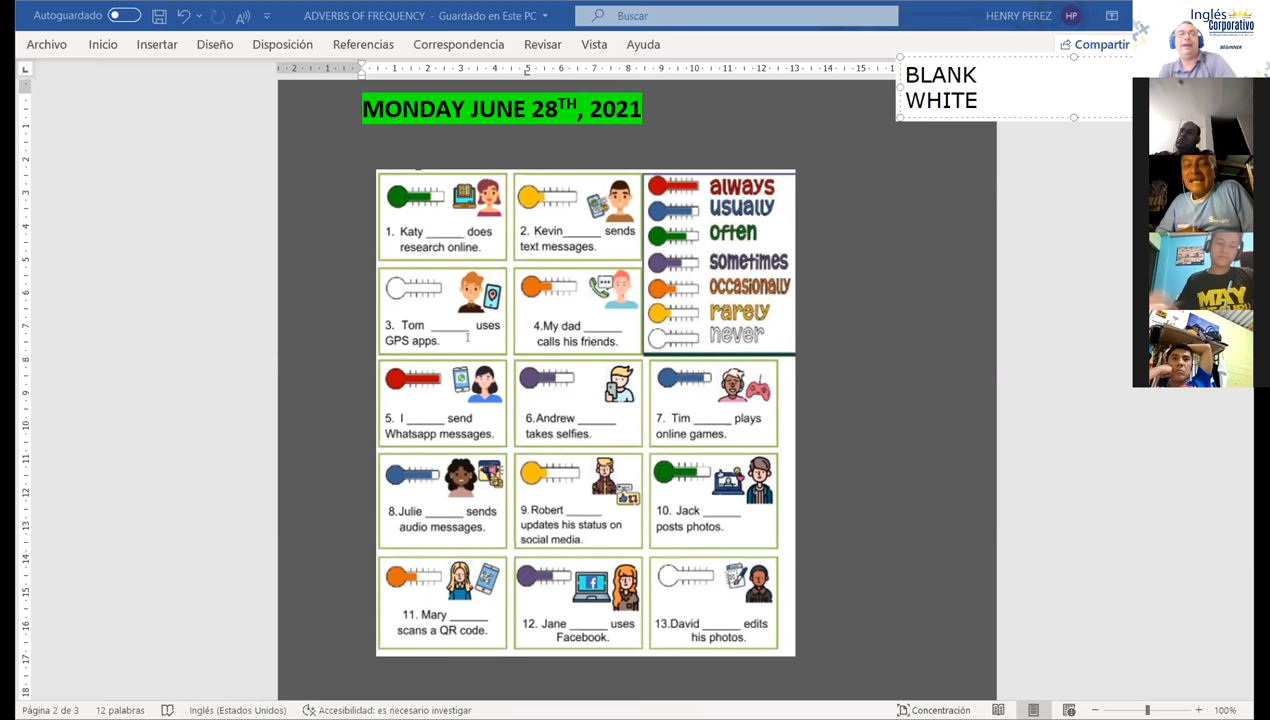 Autoguardado
ADVERBS OF FREQUENCY - Guardado en Este PC
Buscar
HENRY PEREZ
HP
Archivo
Inicio
Insertar
Diseño
Disposición
Referencias
Correspondencia
Revisar
Vista
Ayuda
Compartir
Inglés
Corporativo
BEGINNER
BLANK
WHITE
MONDAY JUNE 28TH, 2021
1. Katy ______ does
research online.
2. Kevin______ sends
text messages.
always
usually
often
sometimes
occasionally
rarely
never
3. Tom ______ uses
GPS apps.
4.My dad ______
calls his friends.
5. I ______ send
Whatsapp messages.
6.Andrew ______
takes selfies.
7. Tim ______ plays
online games.
8.Julie ______ sends
audio messages.
9.Robert ______
updates his status on
social media.
10. Jack ______
posts photos.
11. Mary ______
scans a QR code.
12. Jane ______ uses
Facebook.
13.David ______ edits
his photos.
Página 2 de 3
12 palabras
Inglés (Estados Unidos)
Accesibilidad: es necesario investigar
Concentración
100%